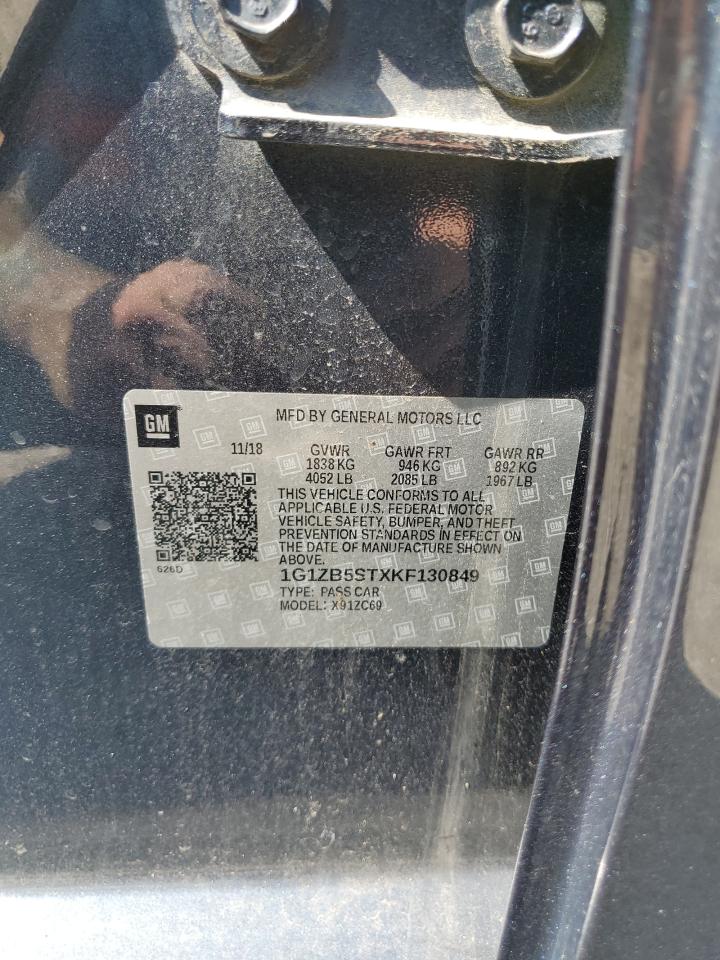 GM
MFD BY GENERAL MOTORS LLC
11/18 GVWR GAWR FRT GAWR RR
1838 KG 946 KG 892 KG
4052 LB 2085 LB 1967 LB
THIS VEHICLE CONFORMS TO ALL
APPLICABLE U.S. FEDERAL MOTOR
VEHICLE SAFETY, BUMPER, AND THEFT
PREVENTION STANDARDS IN EFFECT ON
THE DATE OF MANUFACTURE SHOWN
ABOVE.
626D
1G1ZB5STXKF130849
TYPE: PASS CAR
MODEL: X91ZC69